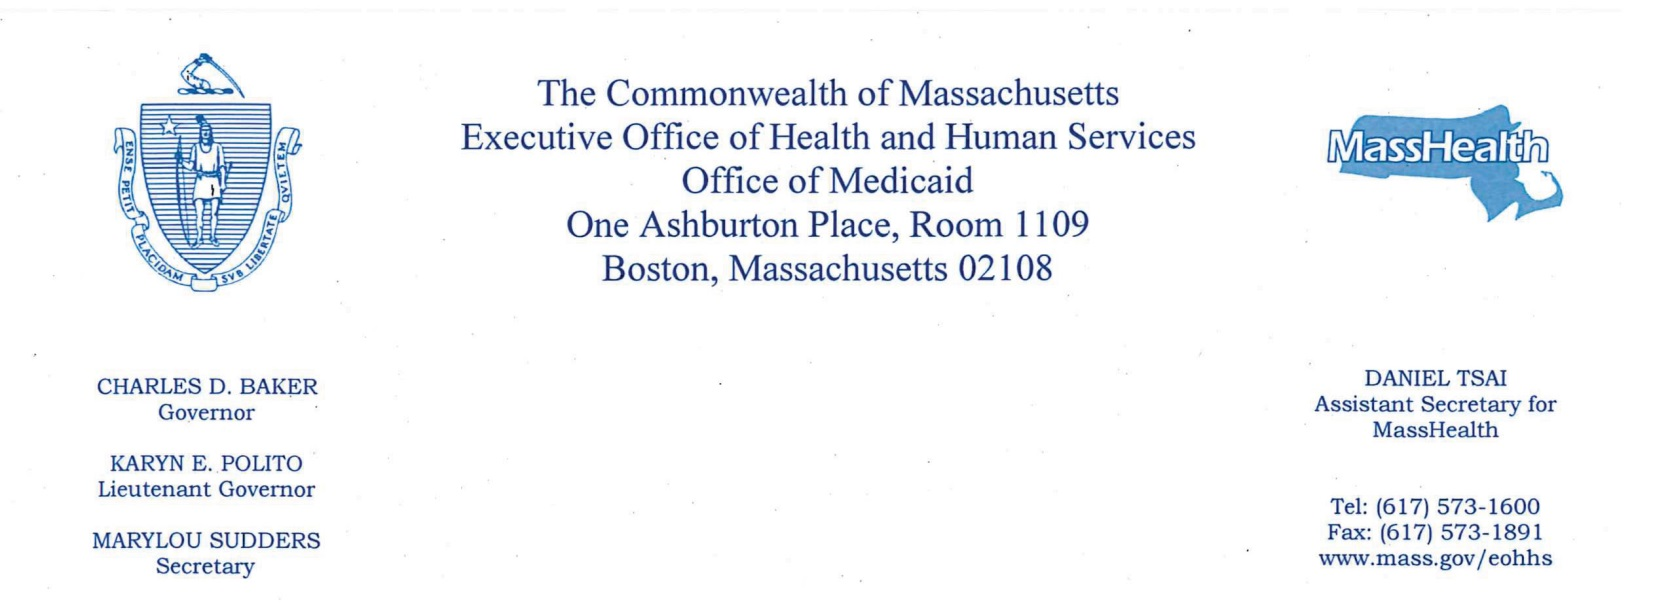 The Commonwealth of Massachusetts
Executive Office of Health and Human Services
Office of Medicaid
One Ashburton Place, Room 1109
Boston, Massachusetts 02108
ENSE PETIT PLACIDAM SVB LIBERTATE QVIETEM
MassHealth
CHARLES D. BAKER
Governor
KARYN E. POLITO
Lieutenant Governor
MARYLOU SUDDERS
Secretary
DANIEL TSAI
Assistant Secretary for
MassHealth
Tel: (617) 573-1600
Fax: (617) 573-1891
www.mass.gov/eohhs